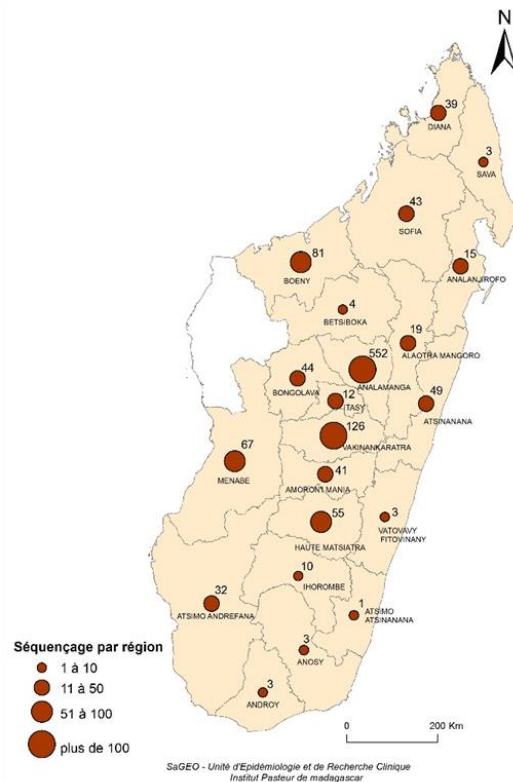 N
39
DIANA
3
SAVA
43
SOFIA
81
BOENY
15
ANALANJIROFO
4
BETSIBOKA
19
ALAOTRA MANGORO
552
ANALAMANGA
44
BONGOLAVA
12
ITASY
49
ATSINANANA
126
VAKINANKARATRA
67
MENABE
41
AMORON'I MANIA
55
HAUTE MATSIATRA
3
VATOVAVY
FITOVINANY
10
IHOROMBE
32
ATSIMO ANDREFANA
1
ATSIMO
ATSINANANA
3
ANOSY
3
ANDROY
Séquençage par région
1 à 10
11 à 50
51 à 100
plus de 100
0 200 Km
SaGEO - Unité d'Epidémiologie et de Recherche Clinique
Institut Pasteur de madagascar